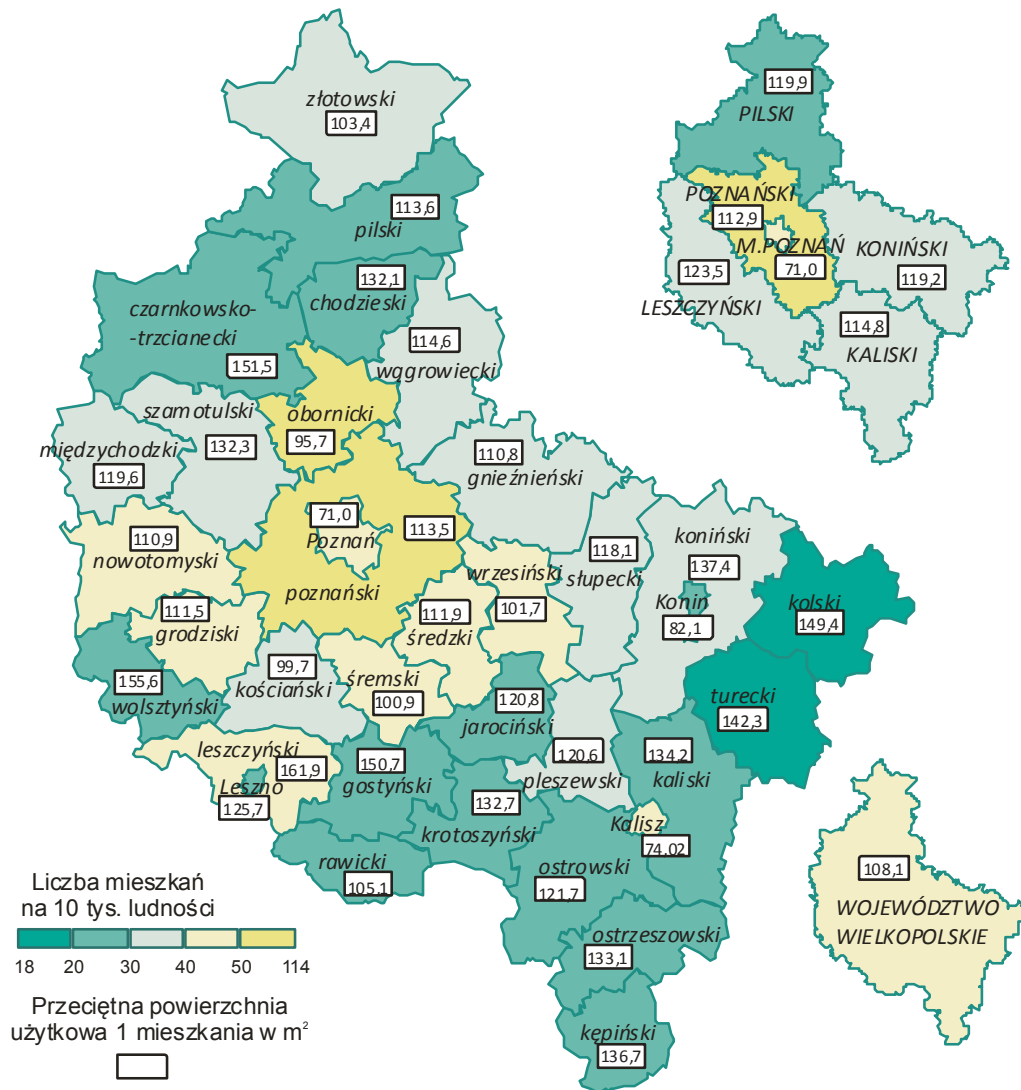 złotowski
103,4
113,6
pilski
132,1
chodzieski
czarnkowsko-
-trzcianecki
151,5
114,6
wągrowiecki
szamotulski
132,3
obornicki
95,7
międzychodzki
119,6
110,8
gnieźnieński
110,9
nowotomyski
71,0
Poznań
113,5
poznański
118,1
słupecki
koniński
137,4
Konin
82,1
kolski
149,4
wrzesiński
101,7
111,5
grodziski
111,9
średzki
155,6
wolsztyński
99,7
kościański
śremski
100,9
120,8
jarociński
turecki
142,3
leszczyński
161,9
Leszno
125,7
150,7
gostyński
120,6
pleszewski
134,2
kaliski
132,7
krotoszyński
Kalisz
74,02
rawicki
105,1
ostrowski
121,7
ostrzeszowski
133,1
kępiński
136,7
119,9
PILSKI
POZNAŃSKI
112,9
M.POZNAŃ
71,0
KONIŃSKI
119,2
123,5
LESZCZYŃSKI
114,8
KALISKI
108,1
WOJEWÓDZTWO
WIELKOPOLSKIE
Liczba mieszkań
na 10 tys. ludności
18 20 30 40 50 114
Przeciętna powierzchnia
użytkowa 1 mieszkania w m²